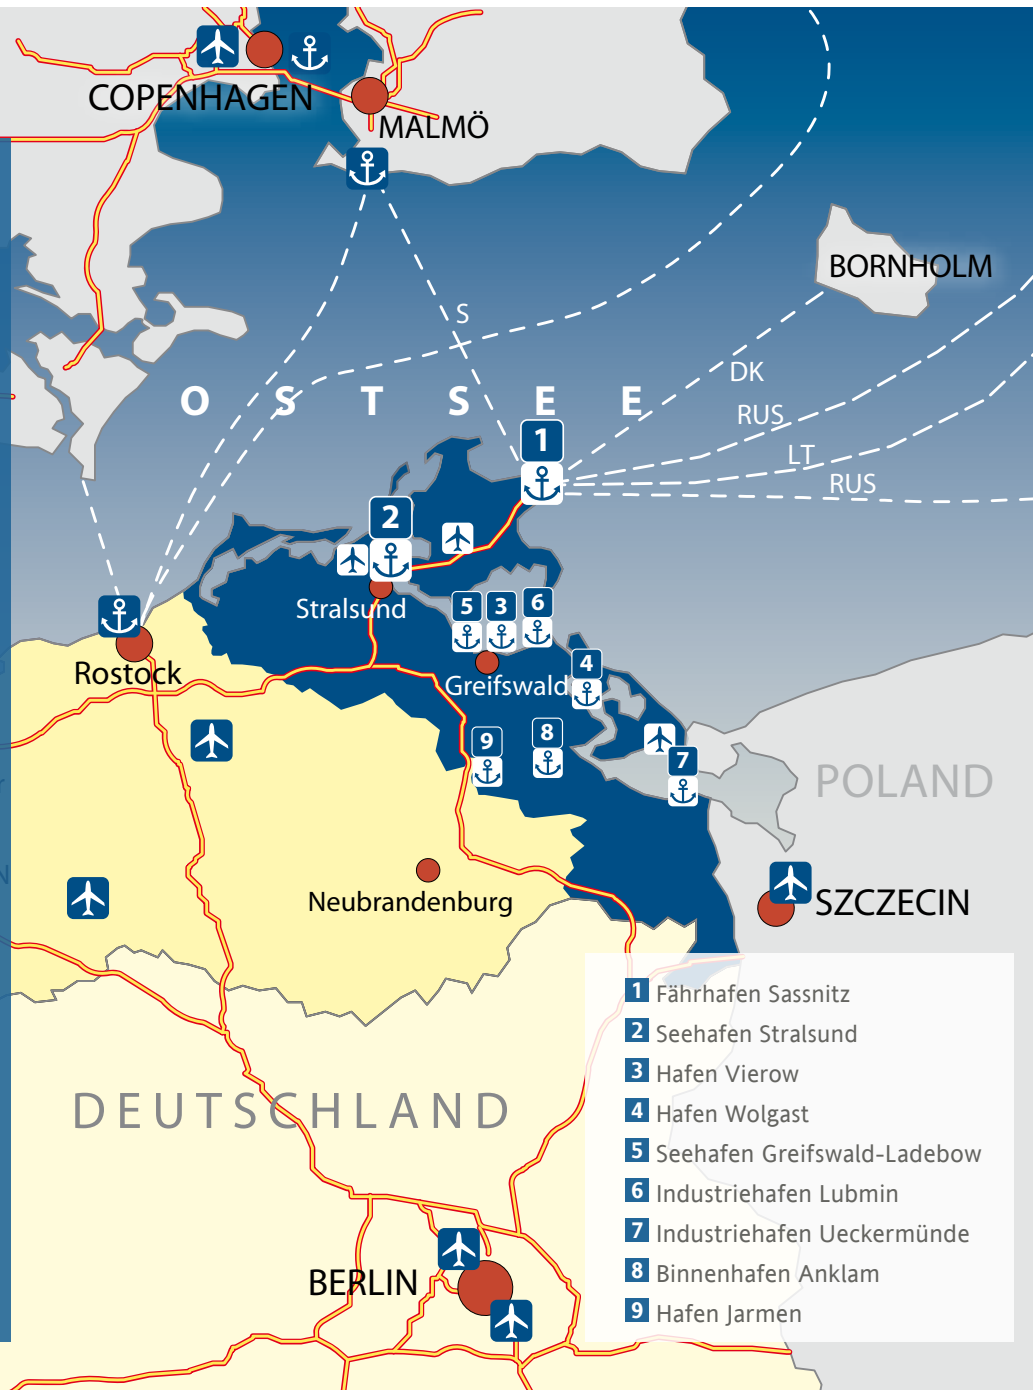 COPENHAGEN
MALMÖ
BORNHOLM
S
DK
O S T S E E
RUS
1
LT
RUS
2
Stralsund
5 3 6
Rostock
4
Greifswald
9 8
7
POLAND
Neubrandenburg
SZCZECIN
1 Fährhafen Sassnitz
2 Seehafen Stralsund
3 Hafen Vierow
DEUTSCHLAND
4 Hafen Wolgast
5 Seehafen Greifswald-Ladebow
6 Industriehafen Lubmin
7 Industriehafen Ueckermünde
8 Binnenhafen Anklam
BERLIN
9 Hafen Jarmen